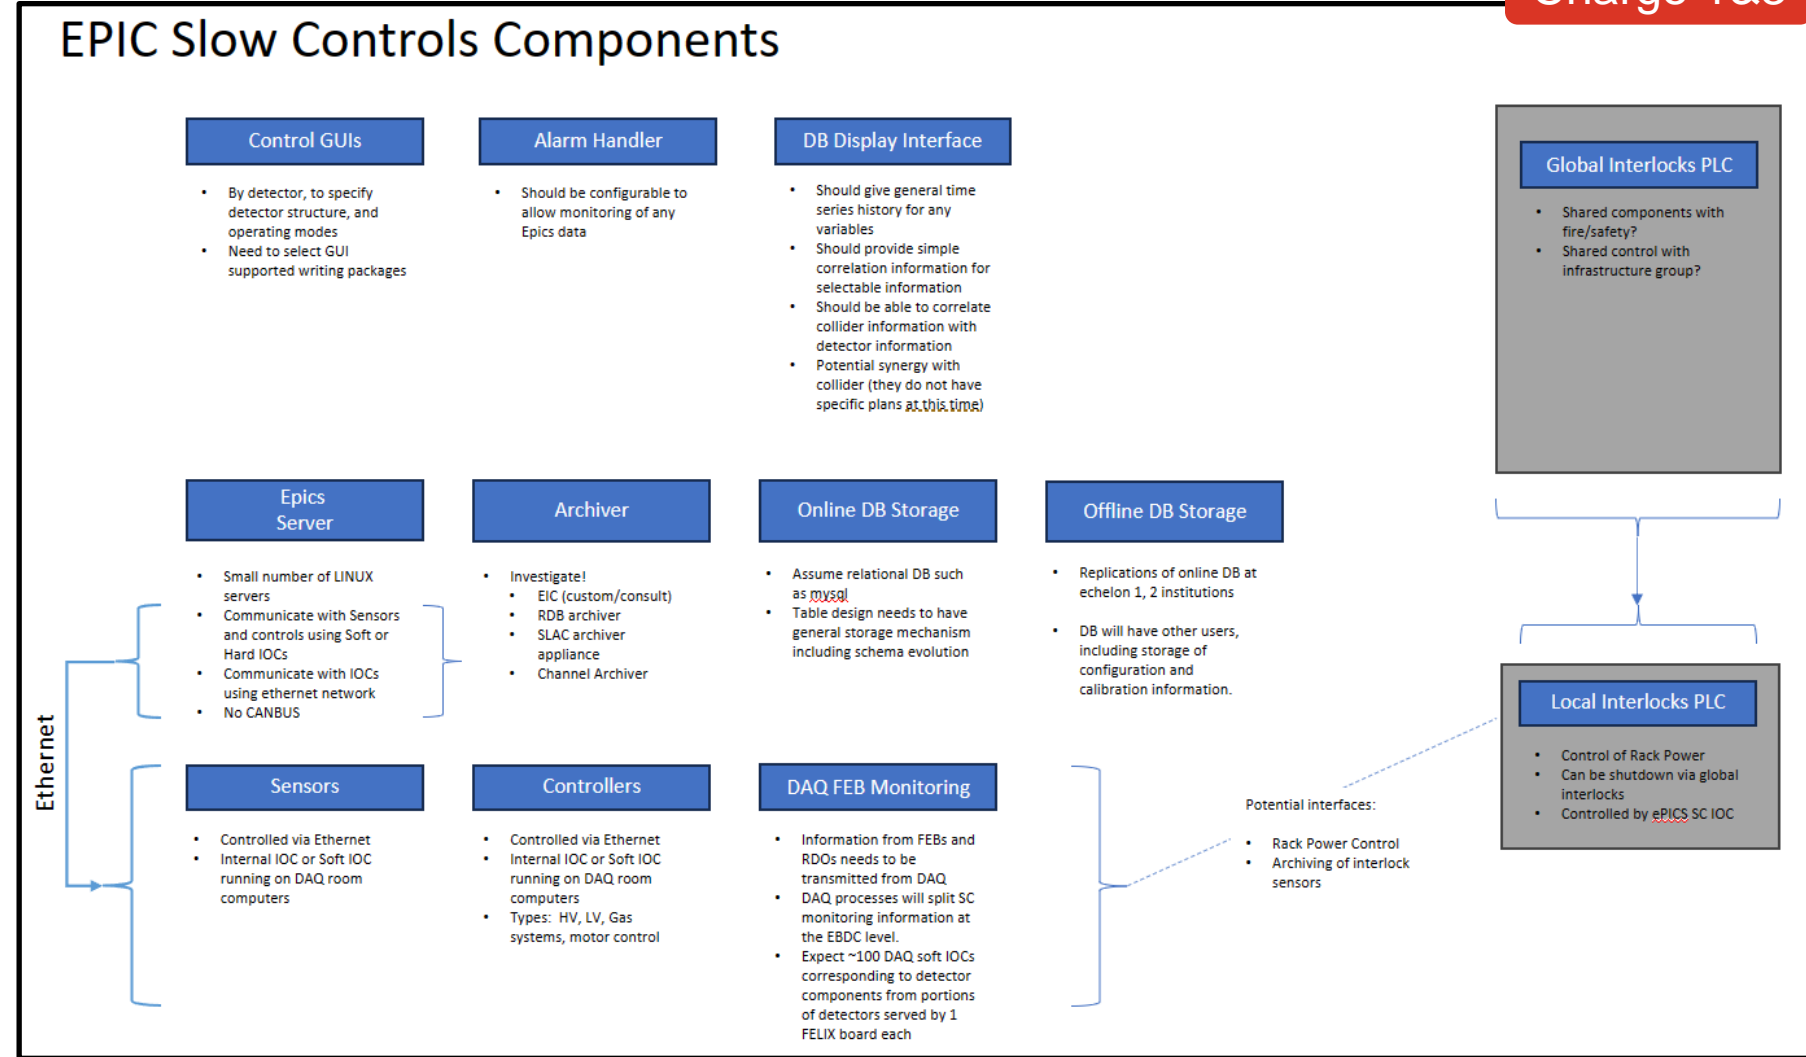 EPIC Slow Controls Components
Control GUIs
• By detector, to specify
detector structure, and
operating modes
• Need to select GUI
supported writing packages
Alarm Handler
• Should be configurable to
allow monitoring of any
Epics data
DB Display Interface
• Should give general time
series history for any
variables
• Should provide simple
correlation information for
selectable information
• Should be able to correlate
collider information with
detector information
• Potential synergy with
collider (they do not have
specific plans at this time)
Global Interlocks PLC
• Shared components with
fire/safety?
• Shared control with
infrastructure group?
Epics
Server
• Small number of LINUX
servers
• Communicate with Sensors
and controls using Soft or
Hard IOCs
• Communicate with IOCs
using ethernet network
• No CANBUS
Archiver
• Investigate!
• EIC (custom/consult)
• RDB archiver
• SLAC archiver
appliance
• Channel Archiver
Online DB Storage
• Assume relational DB such
as mysql
• Table design needs to have
general storage mechanism
including schema evolution
Offline DB Storage
• Replications of online DB at
echelon 1, 2 institutions
• DB will have other users,
including storage of
configuration and
calibration information.
Local Interlocks PLC
• Control of Rack Power
• Can be shutdown via global
interlocks
• Controlled by ePICS SC IOC
Ethernet
Sensors
• Controlled via Ethernet
• Internal IOC or Soft IOC
running on DAQ room
computers
Controllers
• Controlled via Ethernet
• Internal IOC or Soft IOC
running on DAQ room
computers
• Types: HV, LV, Gas
systems, motor control
DAQ FEB Monitoring
• Information from FEBs and
RDOs needs to be
transmitted from DAQ
• DAQ processes will split SC
monitoring information at
the EBDC level.
• Expect ~100 DAQ soft IOCs
corresponding to detector
components from portions
of detectors served by 1
FELIX board each
Potential interfaces:
• Rack Power Control
• Archiving of interlock
sensors